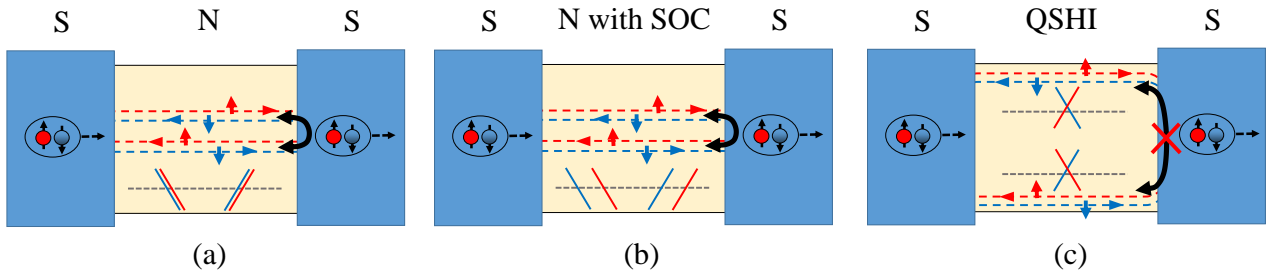 S N S
S N with SOC S
S QSHI S
(a)
(b)
(c)